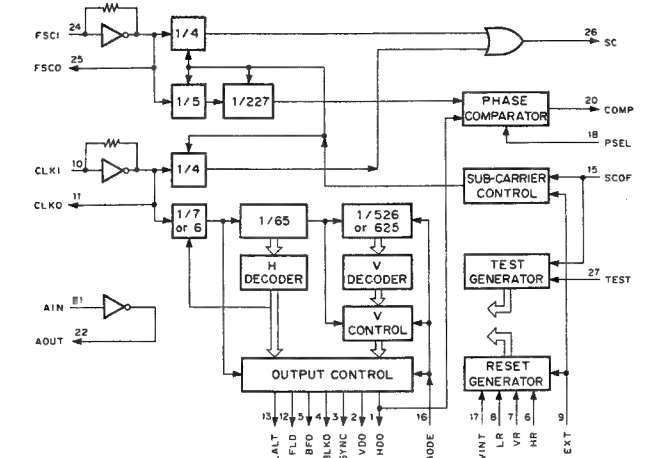 24
FSCI
1/4
26
SC
25
FSCO
1/5
1/227
PHASE
COMPARATOR
20
COMP
18
PSEL
10
CLKI
1/4
11
CLKO
SUB-CARRIER
CONTROL
15
SCOF
1/7
or 6
1/65
1/526
or 625
H
DECODER
V
DECODER
TEST
GENERATOR
27
TEST
AIN
22
AOUT
V
CONTROL
OUTPUT CONTROL
RESET
GENERATOR
13
12
5
4
3
2
1
16
17
8
7
6
9
LALT
FLD
BFO
BLKO
SYNC
VDO
HDO
MODE
VINT
LR
VR
HR
EXT